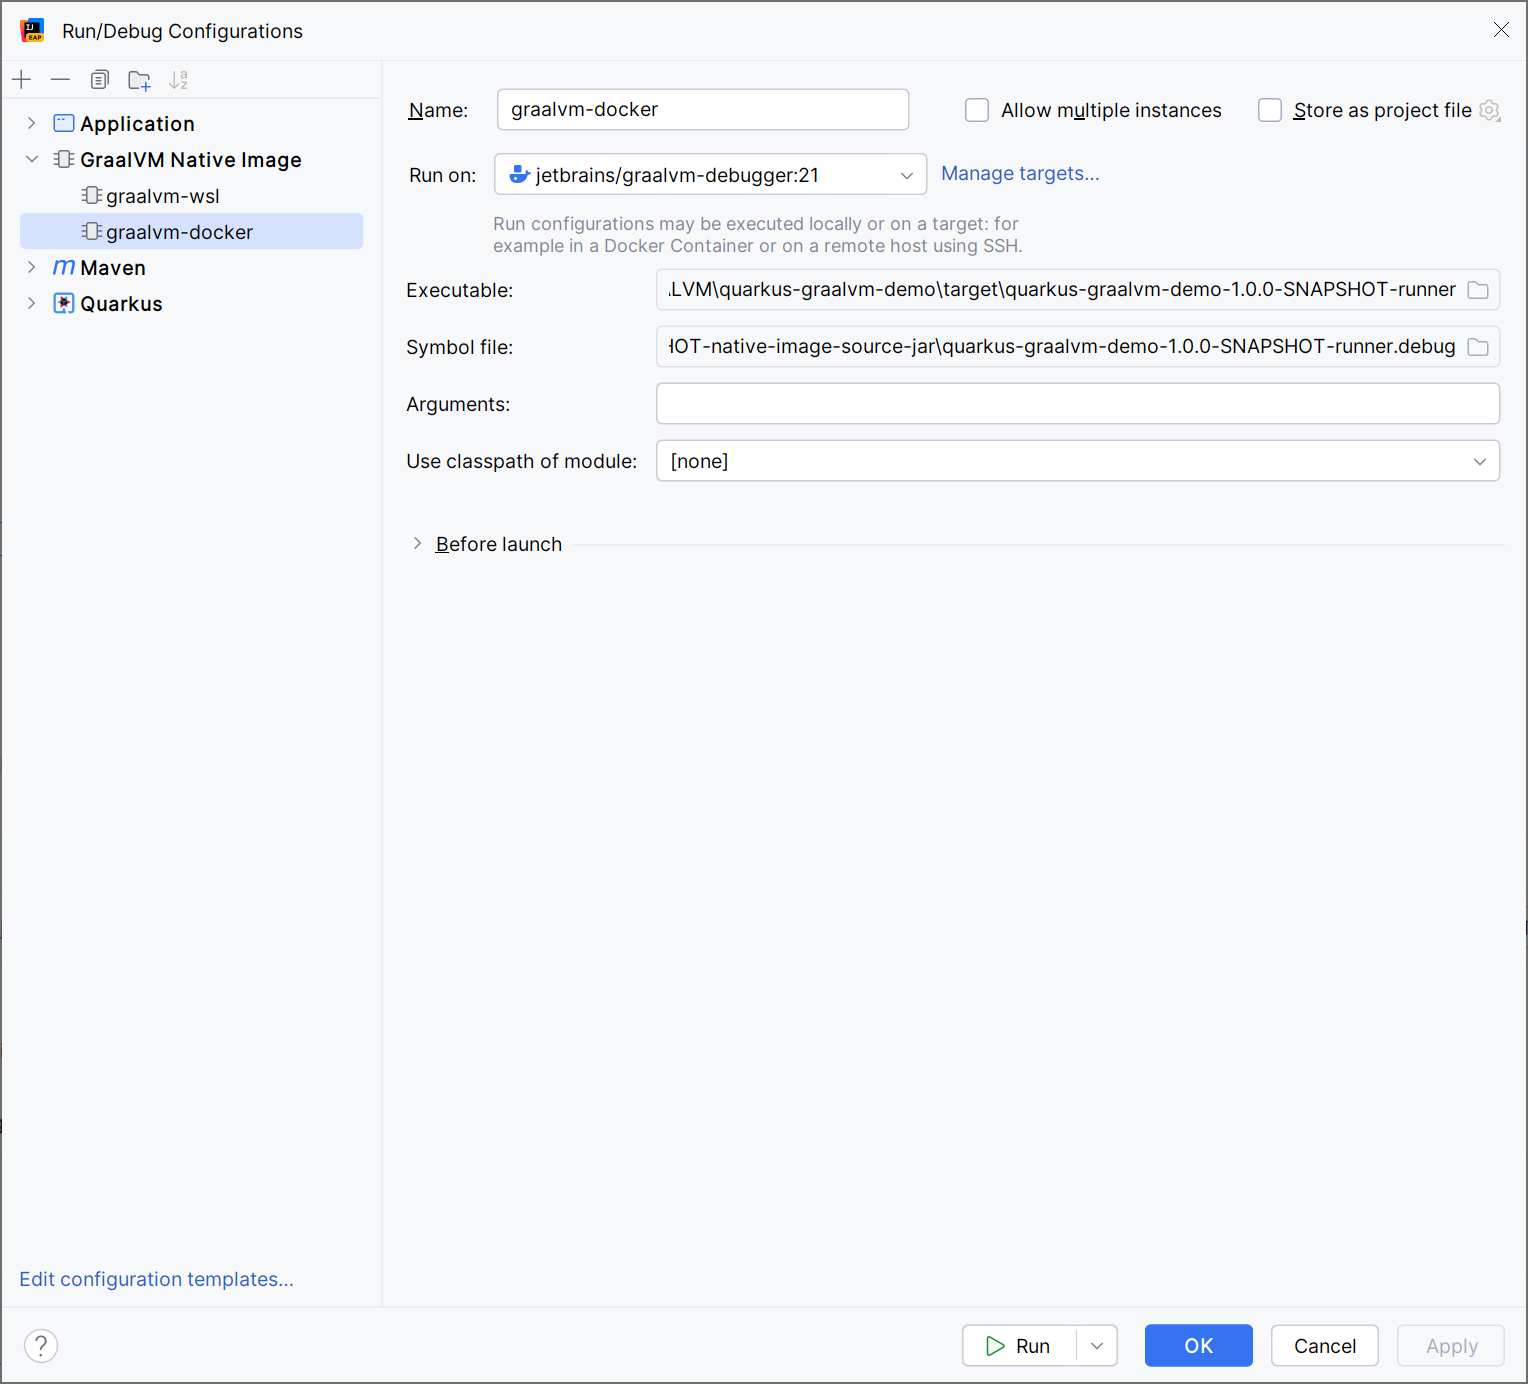 Run/Debug Configurations
Application
GraalVM Native Image
graalvm-wsl
graalvm-docker
Maven
Quarkus
Edit configuration templates...
Name: graalvm-docker Allow multiple instances Store as project file
Run on: jetbrains/graalvm-debugger:21 Manage targets...
Run configurations may be executed locally or on a target: for
example in a Docker Container or on a remote host using SSH.
Executable: LVM\quarkus-graalvm-demo\target\quarkus-graalvm-demo-1.0.0-SNAPSHOT-runner
Symbol file: HOT-native-image-source-jar\quarkus-graalvm-demo-1.0.0-SNAPSHOT-runner.debug
Arguments:
Use classpath of module: [none]
Before launch
? Run OK Cancel Apply